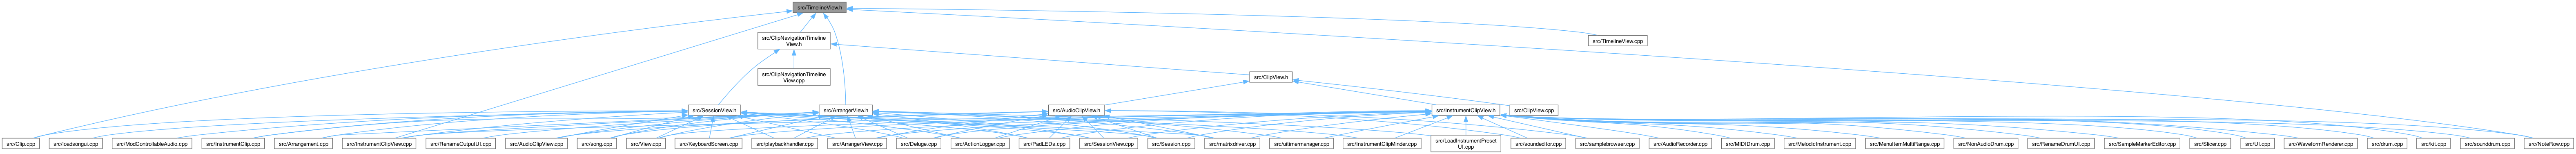 src/TimelineView.h
src/ClipNavigationTimeline
View.h
src/TimelineView.cpp
src/ClipNavigationTimeline
View.cpp
src/ClipView.h
src/SessionView.h
src/ArrangerView.h
src/AudioClipView.h
src/InstrumentClipView.h
src/ClipView.cpp
src/Clip.cpp
src/loadsongui.cpp
src/ModControllableAudio.cpp
src/InstrumentClip.cpp
src/Arrangement.cpp
src/InstrumentClipView.cpp
src/RenameOutputUI.cpp
src/AudioClipView.cpp
src/song.cpp
src/View.cpp
src/KeyboardScreen.cpp
src/playbackhandler.cpp
src/ArrangerView.cpp
src/Deluge.cpp
src/ActionLogger.cpp
src/PadLEDs.cpp
src/SessionView.cpp
src/Session.cpp
src/matrixdriver.cpp
src/uitimermanager.cpp
src/InstrumentClipMinder.cpp
src/LoadInstrumentPreset
UI.cpp
src/soundeditor.cpp
src/samplebrowser.cpp
src/AudioRecorder.cpp
src/MIDIDrum.cpp
src/MelodicInstrument.cpp
src/MenuItemMultiRange.cpp
src/NonAudioDrum.cpp
src/RenameDrumUI.cpp
src/SampleMarkerEditor.cpp
src/Slicer.cpp
src/UI.cpp
src/WaveformRenderer.cpp
src/drum.cpp
src/kit.cpp
src/sounddrum.cpp
src/NoteRow.cpp